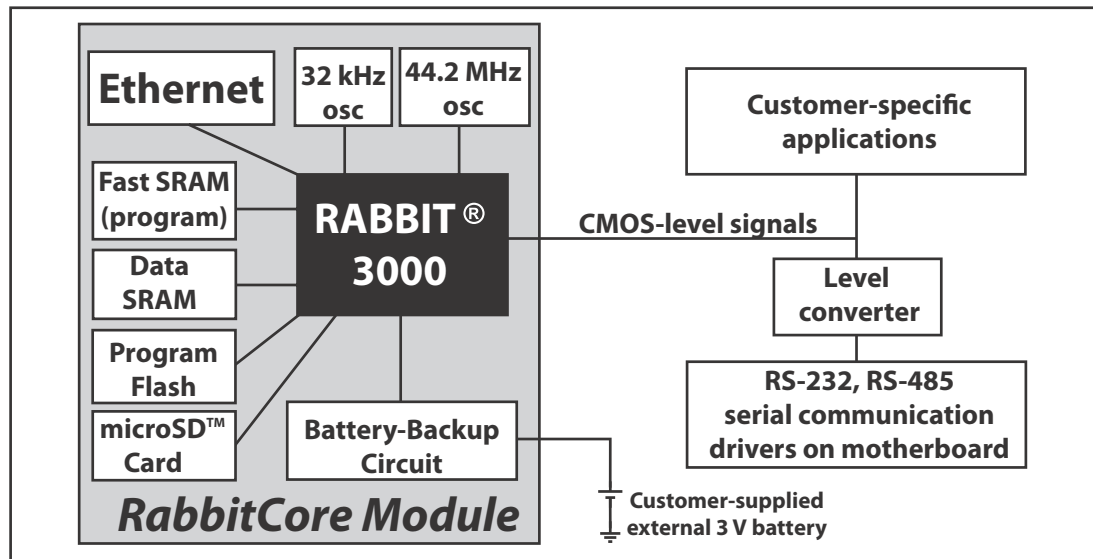 Ethernet
32 kHz
osc
44.2 MHz
osc
Fast SRAM
(program)
Data
SRAM
Program
Flash
microSD™
Card
RABBIT ®
3000
Battery-Backup
Circuit
RabbitCore Module
CMOS-level signals
Customer-specific
applications
Level
converter
RS-232, RS-485
serial communication
drivers on motherboard
Customer-supplied
external 3 V battery